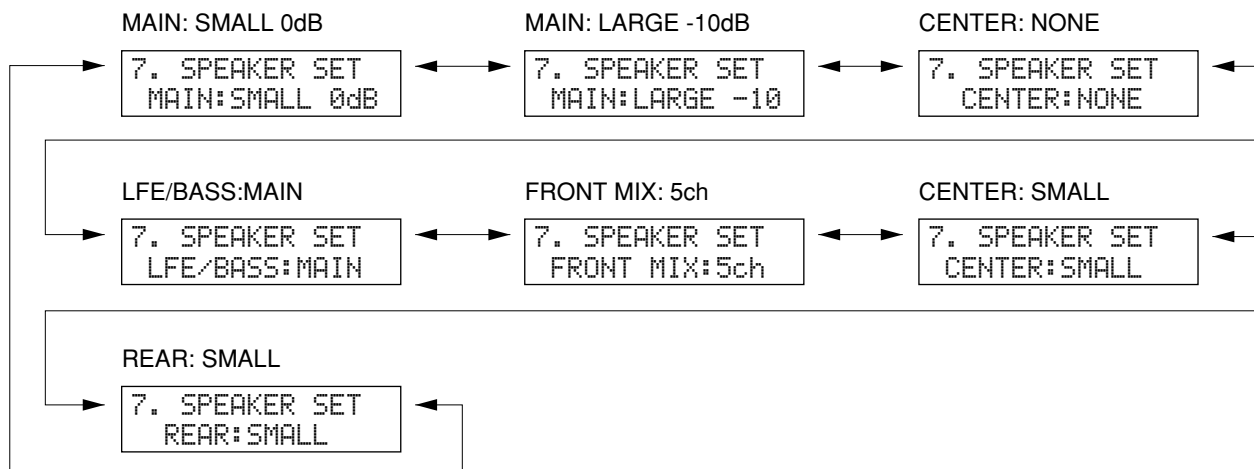 MAIN: SMALL 0dB
7. SPEAKER SET
MAIN:SMALL 0dB
MAIN: LARGE -10dB
7. SPEAKER SET
MAIN:LARGE -10
CENTER: NONE
7. SPEAKER SET
CENTER:NONE
LFE/BASS:MAIN
7. SPEAKER SET
LFE/BASS:MAIN
FRONT MIX: 5ch
7. SPEAKER SET
FRONT MIX:5ch
CENTER: SMALL
7. SPEAKER SET
CENTER:SMALL
REAR: SMALL
7. SPEAKER SET
REAR:SMALL